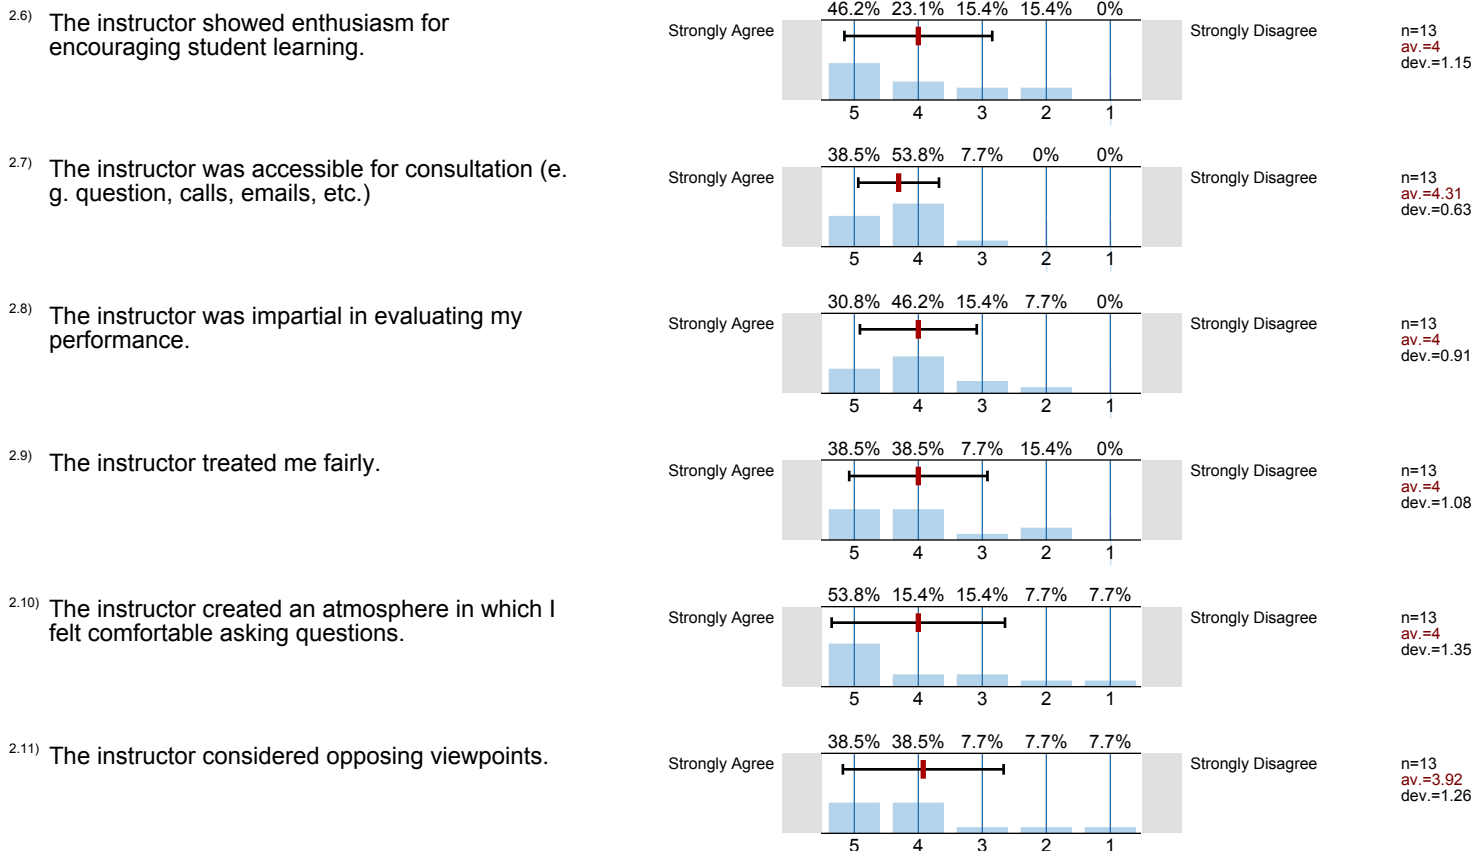 46.2% 23.1% 15.4% 15.4% 0%
2.6) The instructor showed enthusiasm for
encouraging student learning.
Strongly Agree
Strongly Disagree
n=13
av.=4
dev.=1.15
5 4 3 2 1
38.5% 53.8% 7.7% 0% 0%
2.7) The instructor was accessible for consultation (e.
g. question, calls, emails, etc.)
Strongly Agree
Strongly Disagree
n=13
av.=4.31
dev.=0.63
5 4 3 2 1
30.8% 46.2% 15.4% 7.7% 0%
2.8) The instructor was impartial in evaluating my
performance.
Strongly Agree
Strongly Disagree
n=13
av.=4
dev.=0.91
5 4 3 2 1
38.5% 38.5% 7.7% 15.4% 0%
2.9) The instructor treated me fairly.
Strongly Agree
Strongly Disagree
n=13
av.=4
dev.=1.08
5 4 3 2 1
53.8% 15.4% 15.4% 7.7% 7.7%
2.10) The instructor created an atmosphere in which I
felt comfortable asking questions.
Strongly Agree
Strongly Disagree
n=13
av.=4
dev.=1.35
5 4 3 2 1
38.5% 38.5% 7.7% 7.7% 7.7%
2.11) The instructor considered opposing viewpoints.
Strongly Agree
Strongly Disagree
n=13
av.=3.92
dev.=1.26
5 4 3 2 1